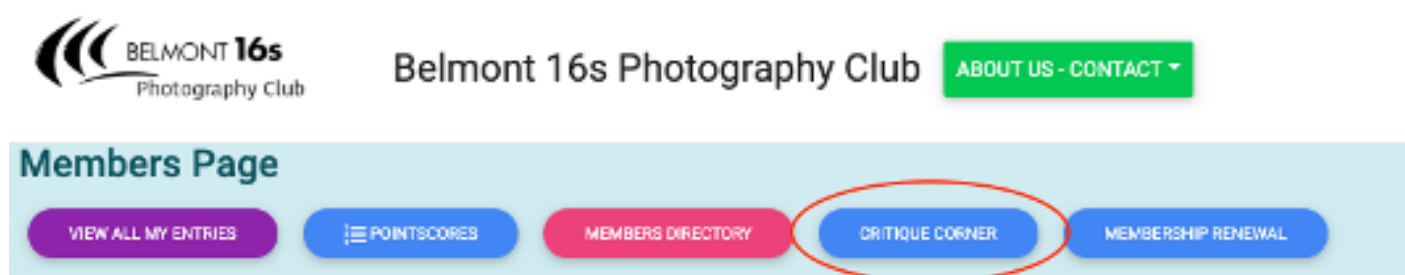 BELMONT 16s
Photography Club
Belmont 16s Photography Club
ABOUT US - CONTACT
Members Page
VIEW ALL MY ENTRIES
POINTSCORES
MEMBERS DIRECTORY
CRITIQUE CORNER
MEMBERSHIP RENEWAL